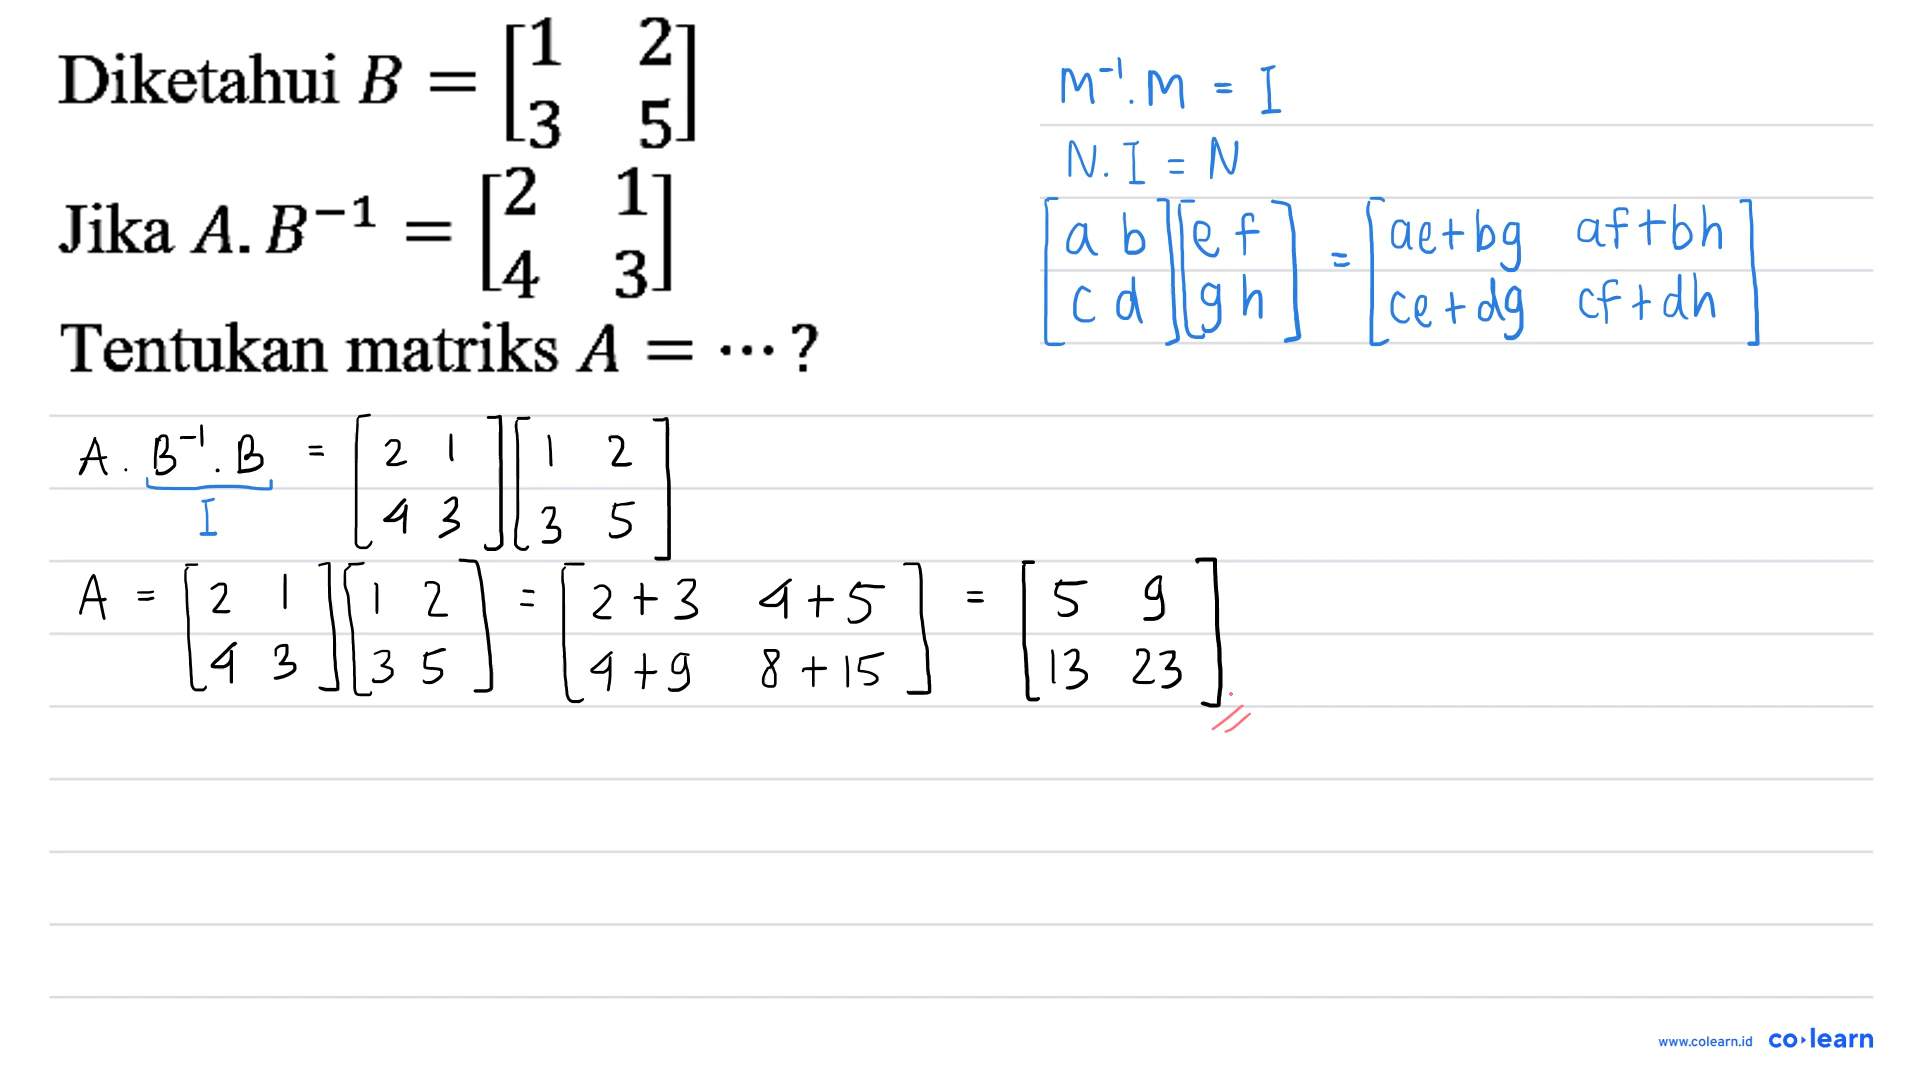 Diketahui B = [1 2
3 5]
Jika A. B⁻¹ = [2 1
4 3]
Tentukan matriks A = ⋯ ?
M⁻¹ . M = I
N. I = N
[a b [e f = [ae+bg af+bh
c d] g h] ce+dg cf+dh]
A . B⁻¹ . B = [2 1 [1 2
I 4 3] 3 5]
A = [2 1 [1 2 = [2+3 4+5 = [5 9
4 3] 3 5] 4+9 8+15] 13 23]
www.colearn.id co learn